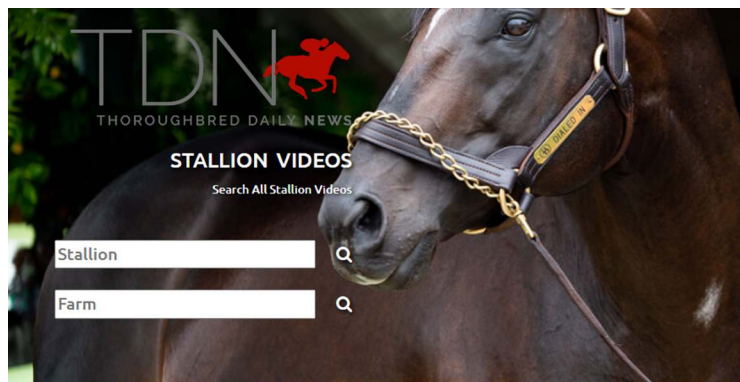 TDN
THOROUGHBRED DAILY NEWS
STALLION VIDEOS
Search All Stallion Videos
Stallion
Farm
DIALED IN